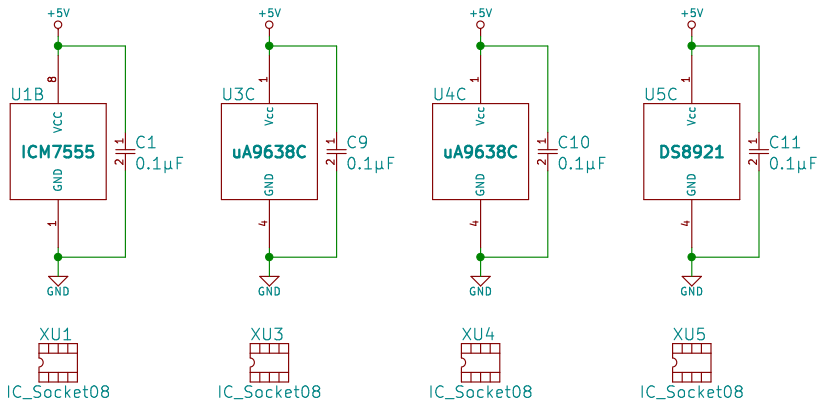 +5V
8
U1B
VCC
ICM7555
GND
1
GND
1
C1
2
0.1µF
+5V
1
U3C
Vcc
uA9638C
GND
4
GND
1
C9
2
0.1µF
+5V
1
U4C
Vcc
uA9638C
GND
4
GND
1
C10
2
0.1µF
+5V
1
U5C
Vcc
DS8921
GND
4
GND
1
C11
2
0.1µF
XU1
IC_Socket08
XU3
IC_Socket08
XU4
IC_Socket08
XU5
IC_Socket08